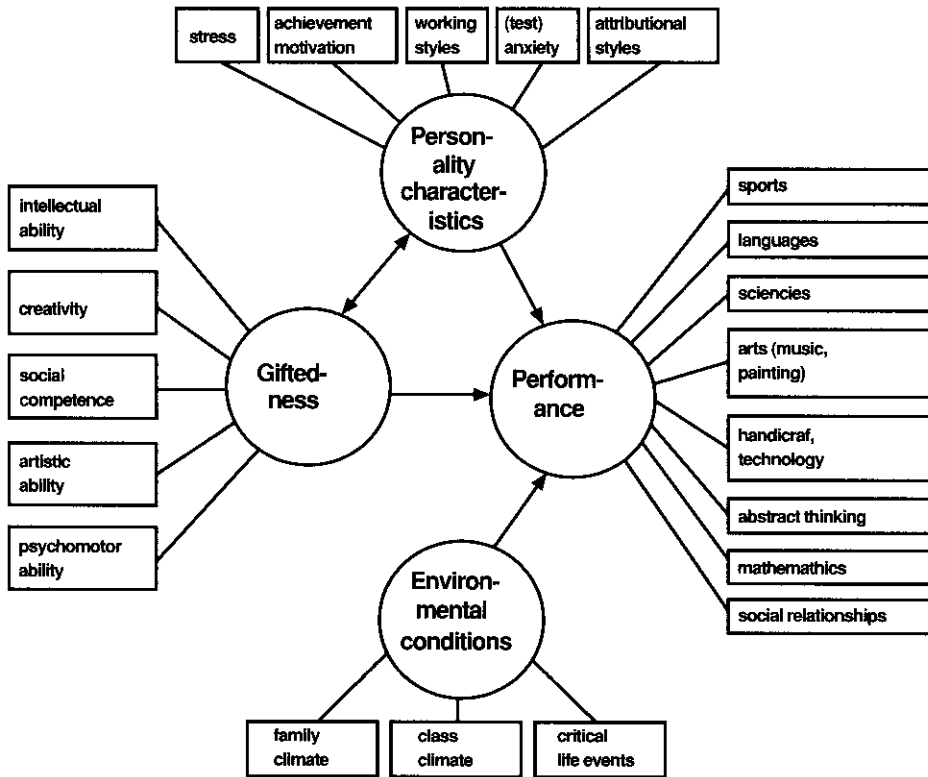 stress
achievement
motivation
working
styles
(test)
anxiety
attributional
styles
Person-
ality
character-
istics
intellectual
ability
creativity
social
competence
artistic
ability
psychomotor
ability
Gifted-
ness
Perform-
ance
sports
languages
sciencies
arts (music,
painting)
handicraf,
technology
abstract thinking
mathemathics
social relationships
Environ-
mental
conditions
family
climate
class
climate
critical
life events